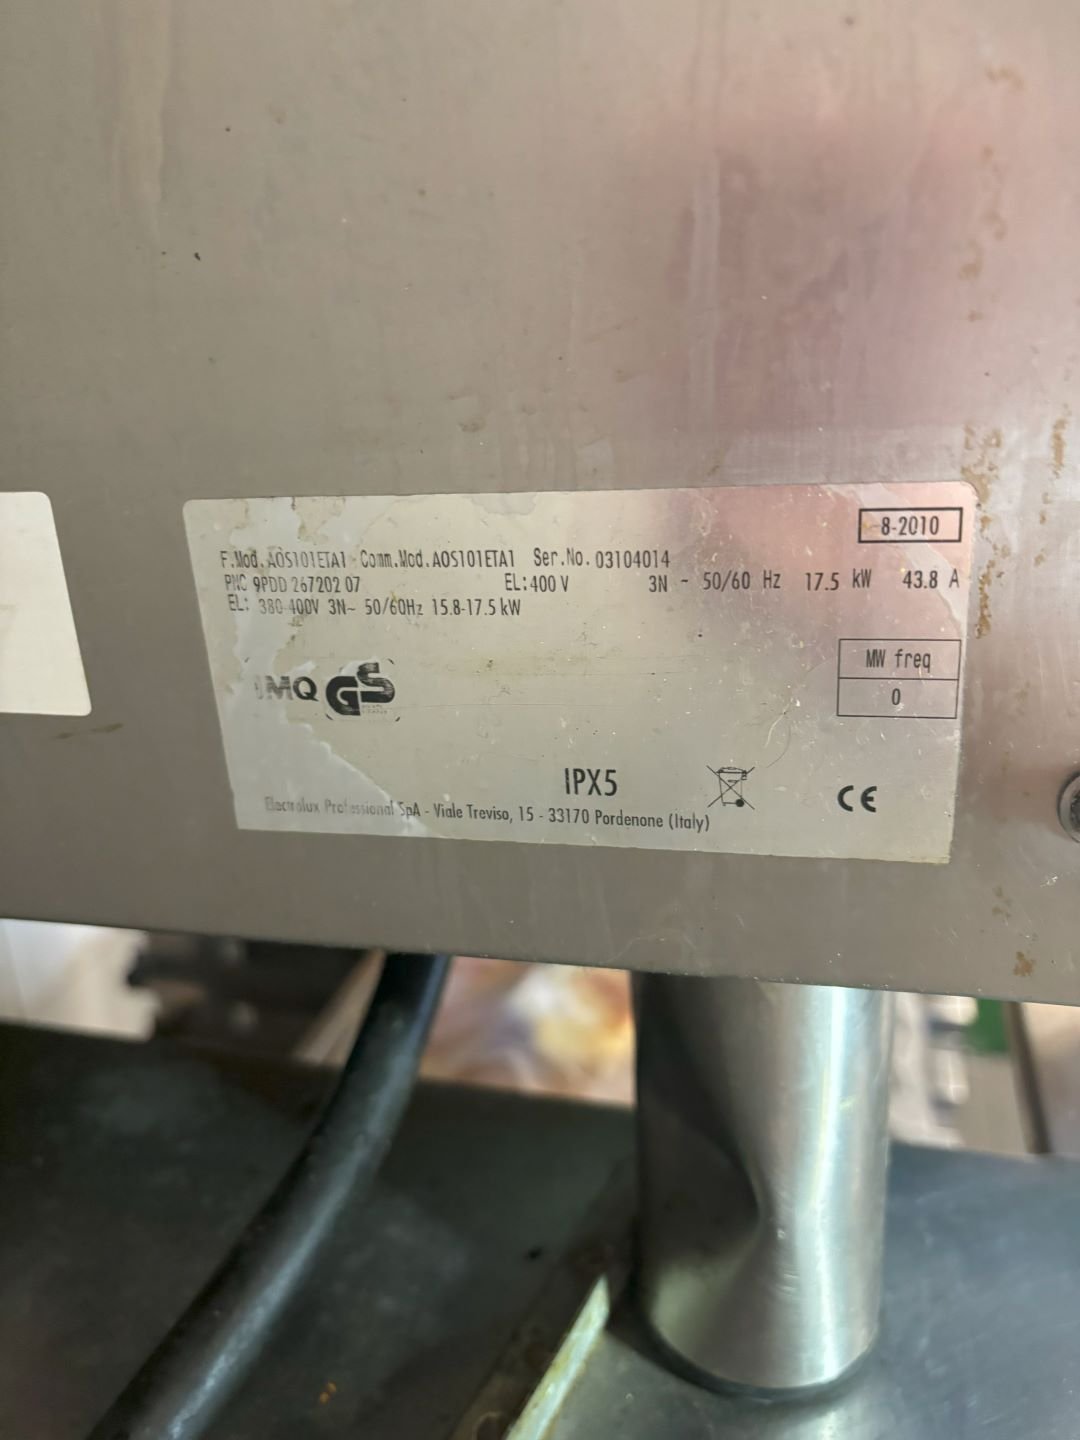 8-2010
F.Mod. AOS101ETA1 Comm.Mod. AOS101ETA1 Ser.No. 03104014
PNC 9PDD 267202 07 EL: 400 V 3N ~ 50/60 Hz 17.5 kW 43.8 A
EL: 380-400V 3N~ 50/60Hz 15.8-17.5 kW
MW freq
0
IMQ GS
IPX5
CE
Electrolux Professional SpA - Viale Treviso, 15 - 33170 Pordenone (Italy)